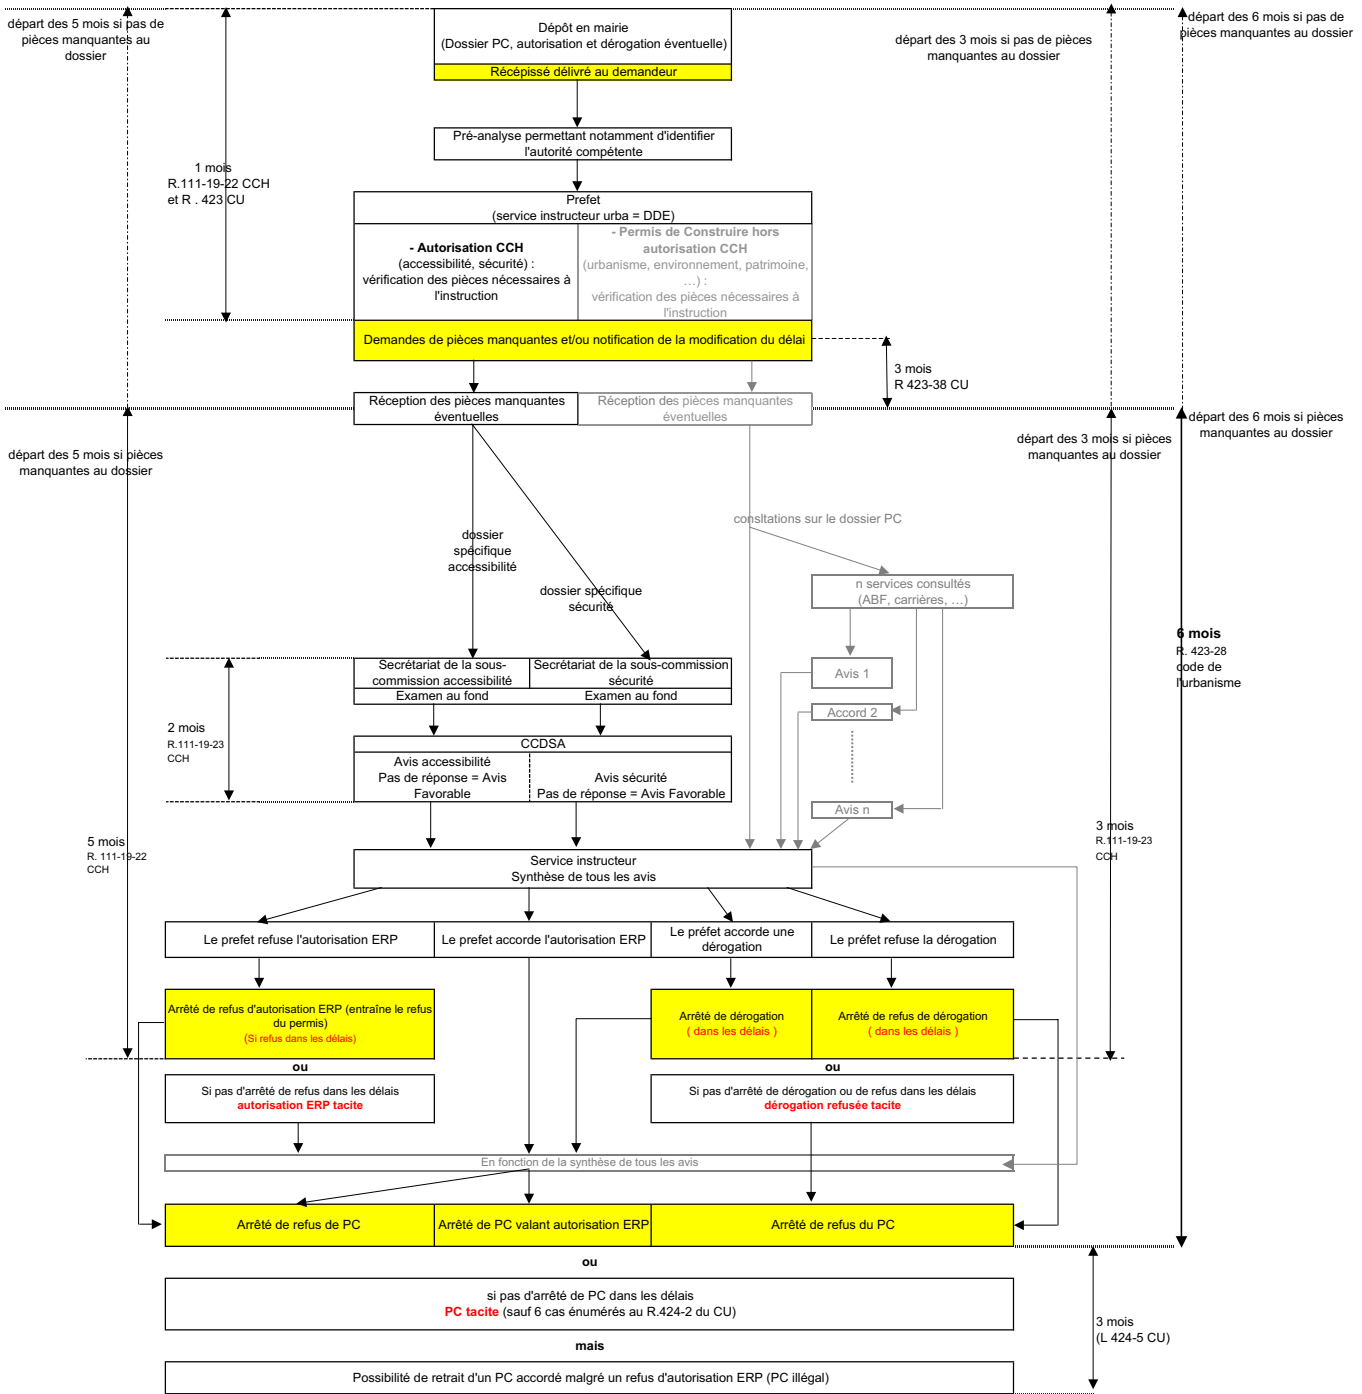 départ des 5 mois si pas de
pièces manquantes au
dossier
Dépôt en mairie
(Dossier PC, autorisation et dérogation éventuelle)
Récépissé délivré au demandeur
départ des 3 mois si pas de pièces
manquantes au dossier
départ des 6 mois si pas de
pièces manquantes au dossier
Pré-analyse permettant notamment d'identifier
l'autorité compétente
1 mois
R.111-19-22 CCH
et R . 423 CU
Prefet
(service instructeur urba = DDE)
- Autorisation CCH
(accessibilité, sécurité) :
vérification des pièces nécessaires à
l'instruction
- Permis de Construire hors
autorisation CCH
(urbanisme, environnement, patrimoine,
…) :
vérification des pièces nécessaires à
l'instruction
Demandes de pièces manquantes et/ou notification de la modification du délai
3 mois
R 423-38 CU
Réception des pièces manquantes
éventuelles
Réception des pièces manquantes
éventuelles
départ des 5 mois si pièces
manquantes au dossier
départ des 3 mois si pièces
manquantes au dossier
départ des 6 mois si pièces
manquantes au dossier
consltations sur le dossier PC
dossier
spécifique
accessibilité
dossier spécifique
sécurité
n services consultés
(ABF, carrières, …)
6 mois
R. 423-28
code de
l'urbanisme
Secrétariat de la sous-
commission accessibilité
Secrétariat de la sous-commission
sécurité
Examen au fond
Examen au fond
Avis 1
Accord 2
2 mois
R.111-19-23
CCH
CCDSA
Avis accessibilité
Pas de réponse = Avis
Favorable
Avis sécurité
Pas de réponse = Avis Favorable
Avis n
5 mois
R. 111-19-22
CCH
3 mois
R.111-19-23
CCH
Service instructeur
Synthèse de tous les avis
Le prefet refuse l'autorisation ERP
Le prefet accorde l'autorisation ERP
Le préfet accorde une
dérogation
Le préfet refuse la dérogation
Arrêté de refus d'autorisation ERP (entraîne le refus
du permis)
(Si refus dans les délais)
Arrêté de dérogation
( dans les délais )
Arrêté de refus de dérogation
( dans les délais )
ou
ou
Si pas d'arrêté de refus dans les délais
autorisation ERP tacite
Si pas d'arrêté de dérogation ou de refus dans les délais
dérogation refusée tacite
En fonction de la synthèse de tous les avis
Arrêté de refus de PC
Arrêté de PC valant autorisation ERP
Arrêté de refus du PC
ou
si pas d'arrêté de PC dans les délais
PC tacite (sauf 6 cas énumérés au R.424-2 du CU)
3 mois
(L 424-5 CU)
mais
Possibilité de retrait d'un PC accordé malgré un refus d'autorisation ERP (PC illégal)